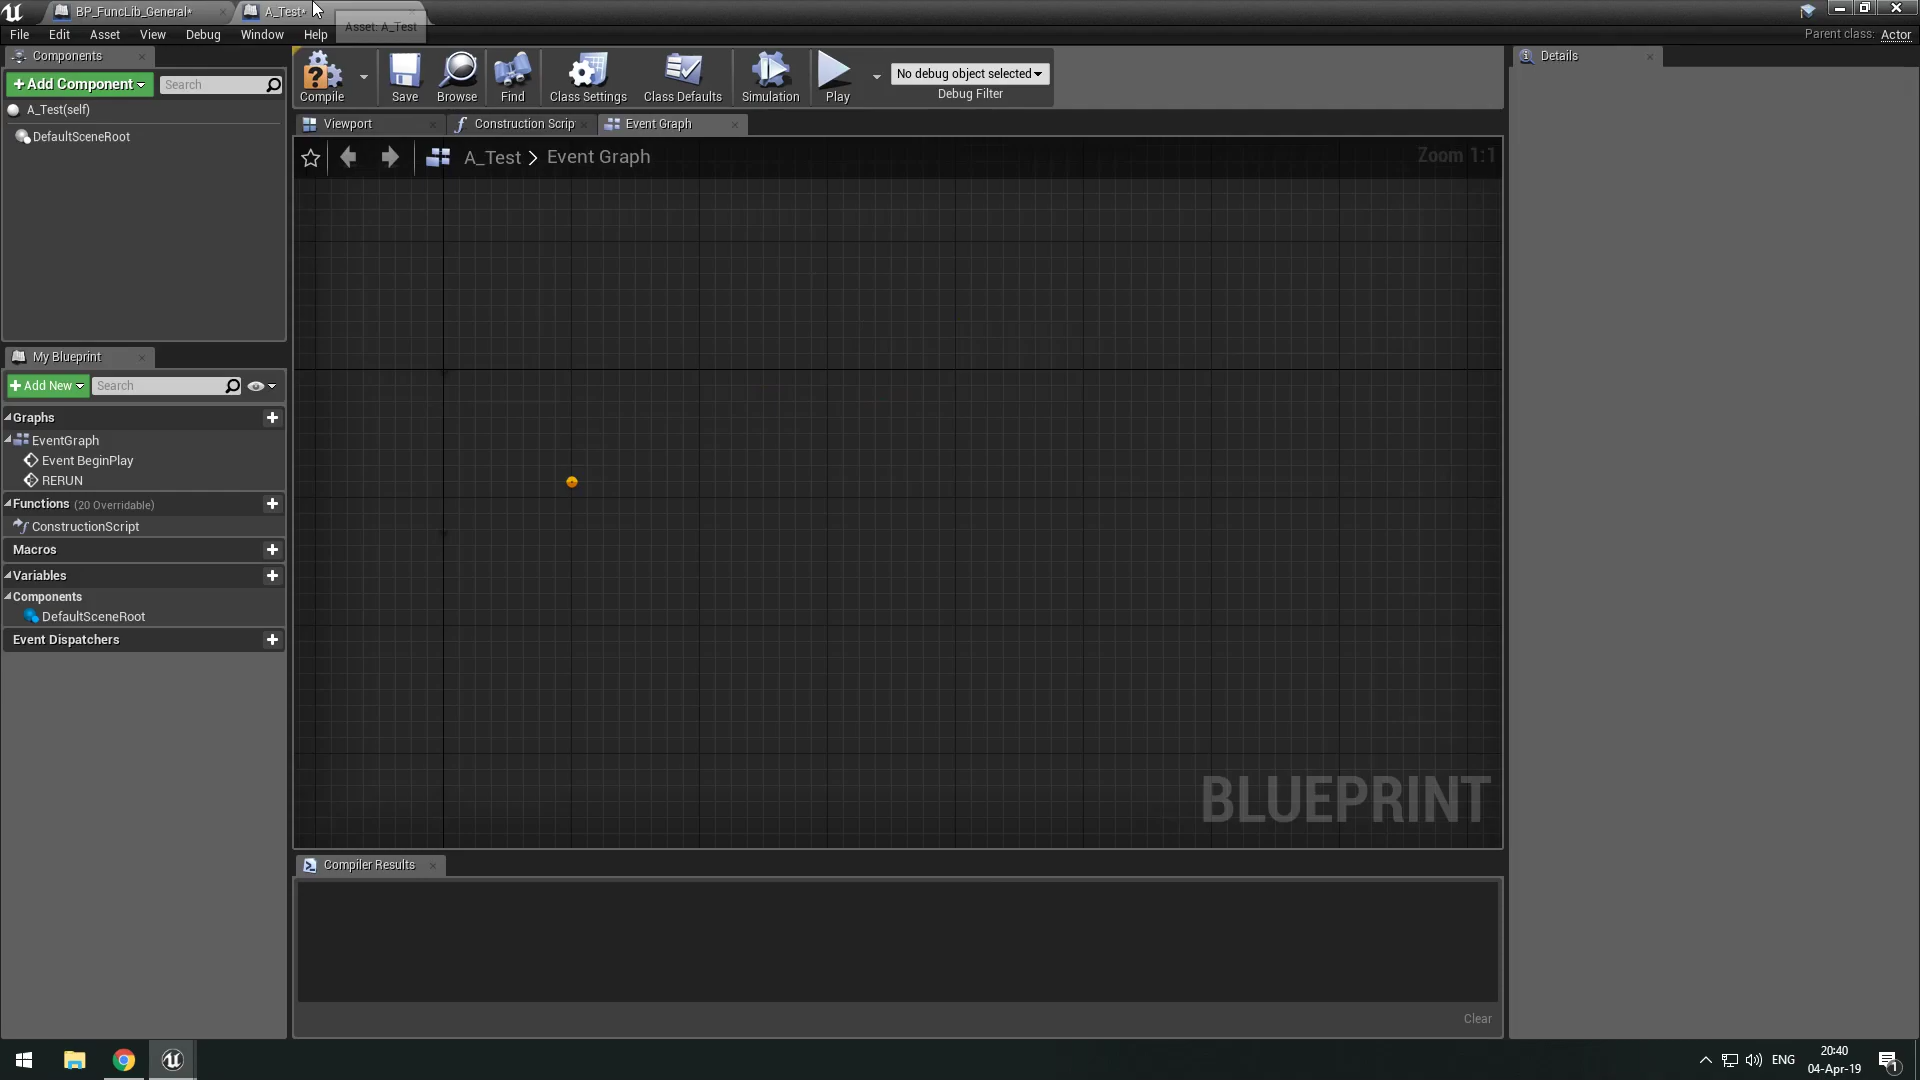 BP_FuncLib_General*
A_Test*
Asset: A_Test
File Edit Asset View Debug Window Help
Parent class: Actor
Components
Add Component
Search
A_Test(self)
DefaultSceneRoot
Compile
Save
Browse
Find
Class Settings
Class Defaults
Simulation
Play
No debug object selected
Debug Filter
Details
Viewport
Construction Scrip
Event Graph
A_Test > Event Graph
Zoom 1:1
My Blueprint
Add New
Search
Graphs
EventGraph
Event BeginPlay
RERUN
Functions (20 Overridable)
ConstructionScript
Macros
Variables
Components
DefaultSceneRoot
Event Dispatchers
BLUEPRINT
Compiler Results
Clear
ENG
20:40
04-Apr-19
1